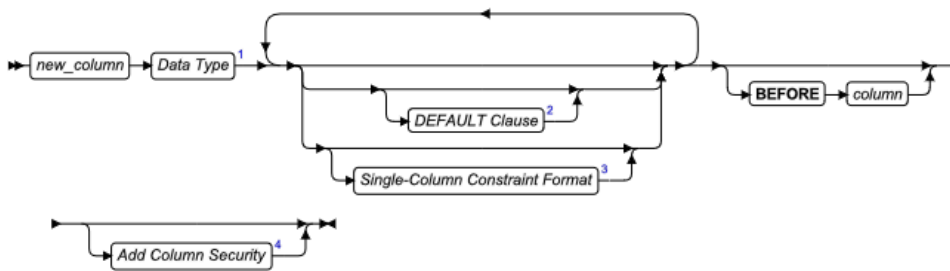 new_column Data Type 1 BEFORE column
DEFAULT Clause 2
Single-Column Constraint Format 3
Add Column Security 4